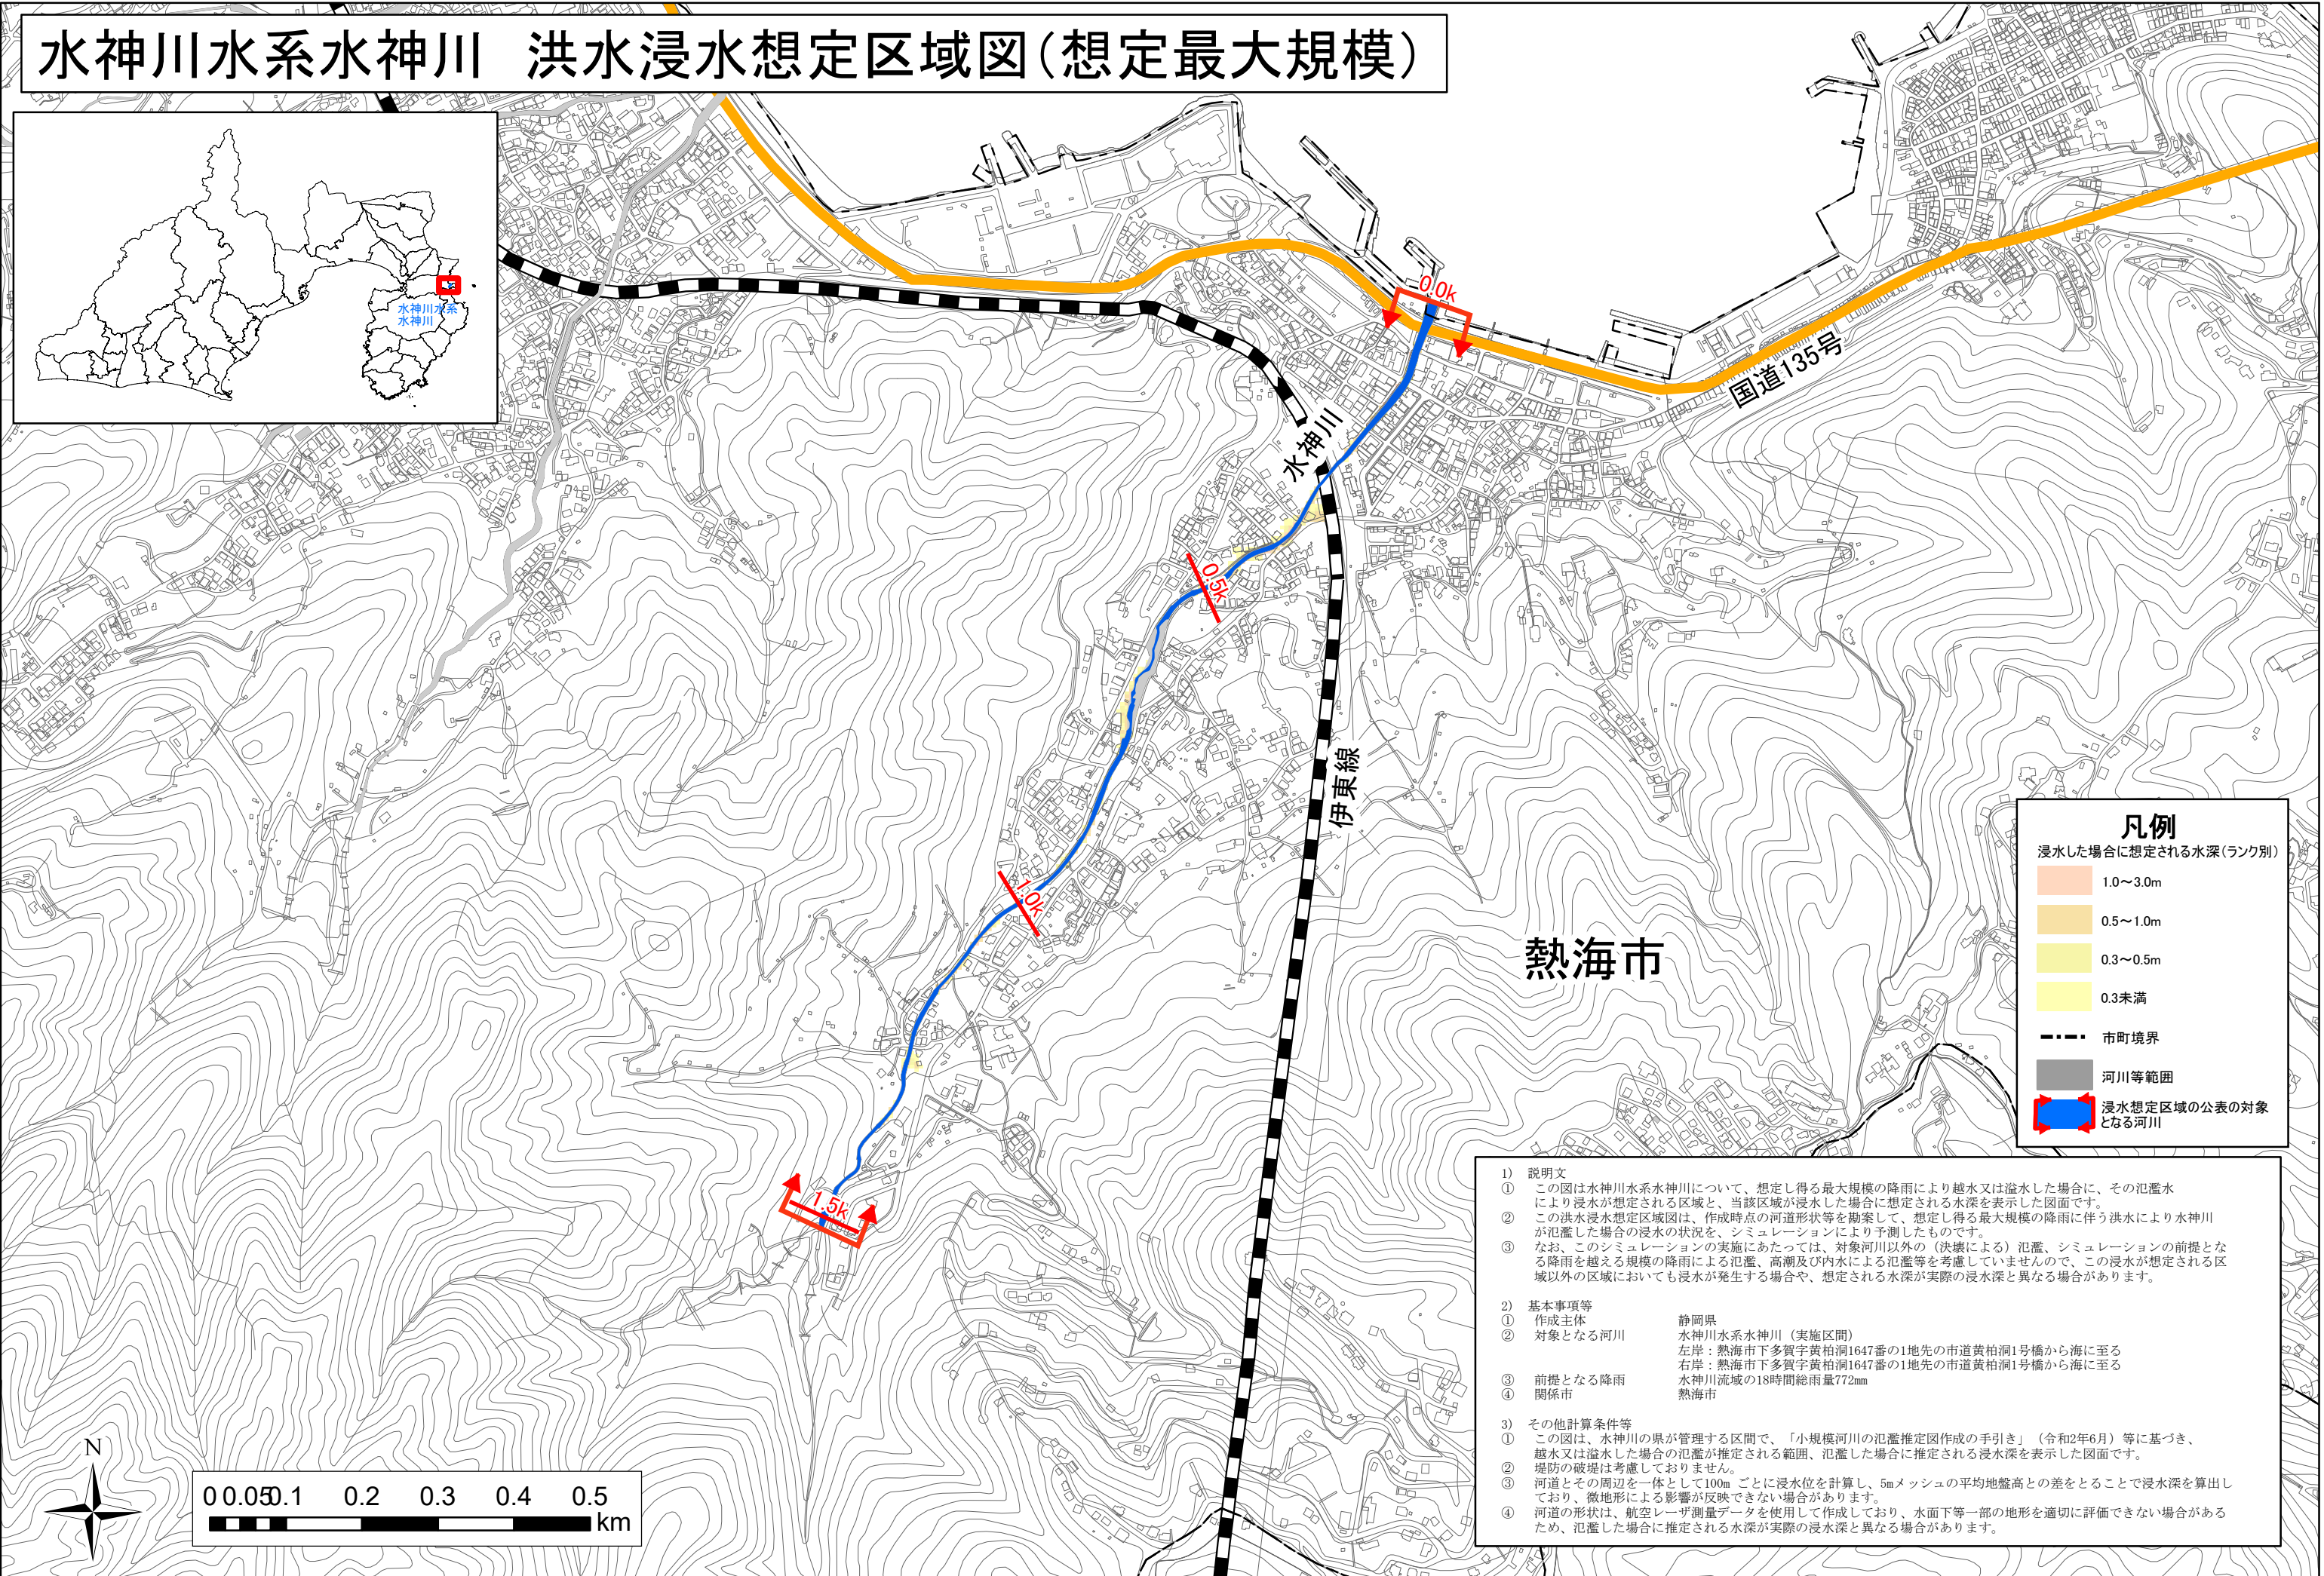 水神川水系水神川　洪水浸水想定区域図(想定最大規模)
水神川水系
水神川
0.0k
国道135号
水神川
0.5k
伊東線
1.0k
熱海市
1.5k
凡例
浸水した場合に想定される水深(ランク別)
1.0～3.0m
0.5～1.0m
0.3～0.5m
0.3未満
市町境界
河川等範囲
浸水想定区域の公表の対象
となる河川
1)　説明文
①　この図は水神川水系水神川について、想定し得る最大規模の降雨により越水又は溢水した場合に、その氾濫水
により浸水が想定される区域と、当該区域が浸水した場合に想定される水深を表示した図面です。
②　この洪水浸水想定区域図は、作成時点の河道形状等を勘案して、想定し得る最大規模の降雨に伴う洪水により水神川
が氾濫した場合の浸水の状況を、シミュレーションにより予測したものです。
③　なお、このシミュレーションの実施にあたっては、対象河川以外の（決壊による）氾濫、シミュレーションの前提とな
る降雨を越える規模の降雨による氾濫、高潮及び内水による氾濫等を考慮していませんので、この浸水が想定される区
域以外の区域においても浸水が発生する場合や、想定される水深が実際の浸水深と異なる場合があります。
2)　基本事項等
①　作成主体　静岡県
②　対象となる河川　水神川水系水神川（実施区間）
左岸：熱海市下多賀字黄柏洞1647番の1地先の市道黄柏洞1号橋から海に至る
右岸：熱海市下多賀字黄柏洞1647番の1地先の市道黄柏洞1号橋から海に至る
③　前提となる降雨　水神川流域の18時間総雨量772mm
④　関係市　熱海市
3)　その他計算条件等
①　この図は、水神川の県が管理する区間で、「小規模河川の氾濫推定図作成の手引き」（令和2年6月）等に基づき、
越水又は溢水した場合の氾濫が推定される範囲、氾濫した場合に推定される浸水深を表示した図面です。
②　堤防の破堤は考慮しておりません。
③　河道とその周辺を一体として100m ごとに浸水位を計算し、5mメッシュの平均地盤高との差をとることで浸水深を算出し
ており、微地形による影響が反映できない場合があります。
④　河道の形状は、航空レーザ測量データを使用して作成しており、水面下等一部の地形を適切に評価できない場合がある
ため、氾濫した場合に推定される水深が実際の浸水深と異なる場合があります。
N
0 0.05 0.1 0.2 0.3 0.4 0.5
km